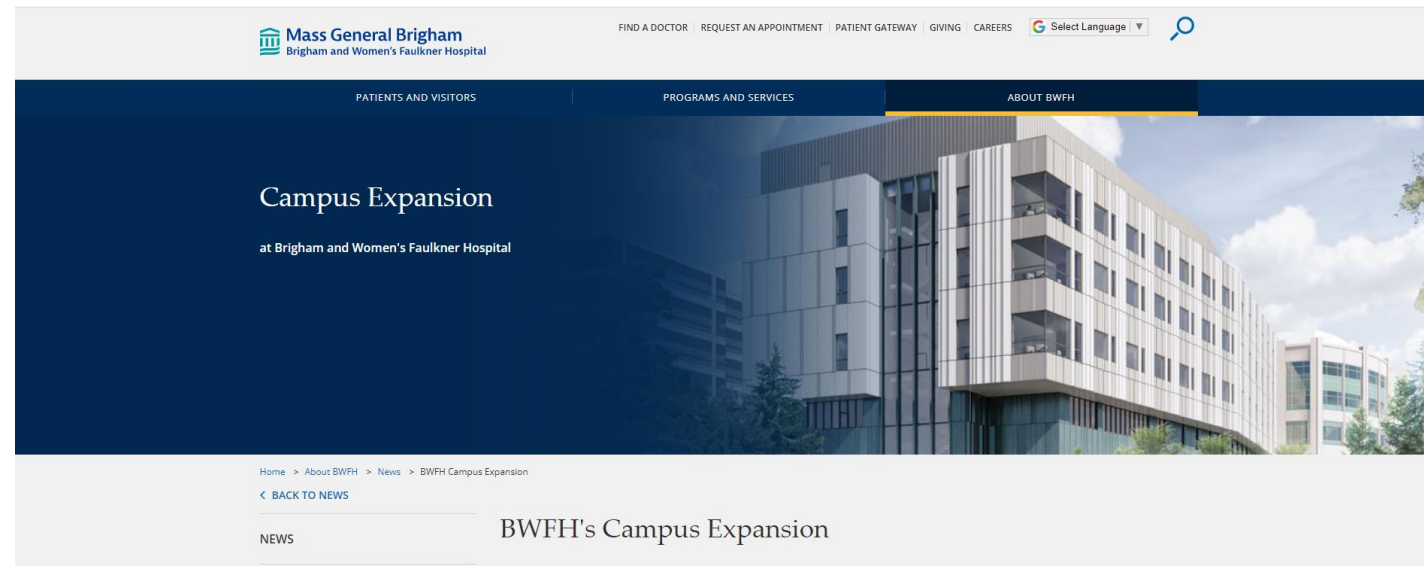 Mass General Brigham
Brigham and Women's Faulkner Hospital
FIND A DOCTOR | REQUEST AN APPOINTMENT | PATIENT GATEWAY | GIVING | CAREERS
G Select Language ▼
PATIENTS AND VISITORS
PROGRAMS AND SERVICES
ABOUT BWFH
Campus Expansion
at Brigham and Women's Faulkner Hospital
Home > About BWFH > News > BWFH Campus Expansion
< BACK TO NEWS
NEWS
BWFH's Campus Expansion